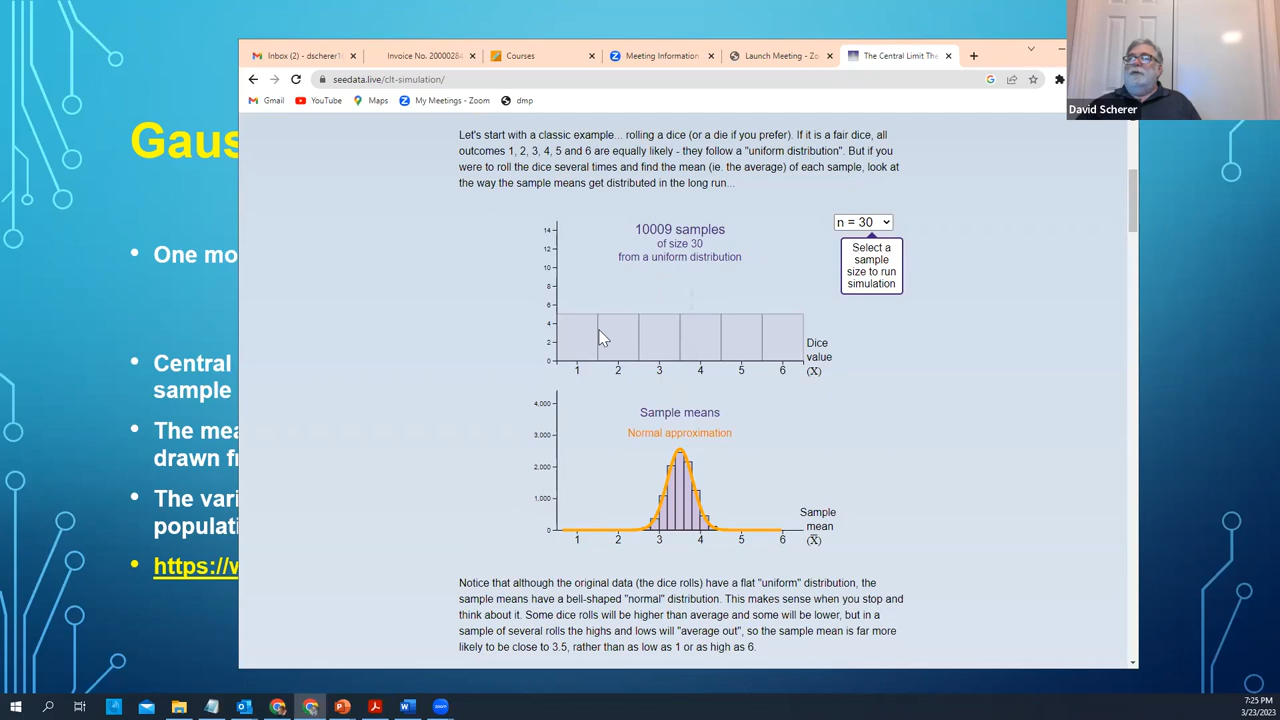 Inbox (2) - dscherer1
Invoice No. 20000284
Courses
Meeting Information
Launch Meeting - Zo
The Central Limit The
seedata.live/clt-simulation/
Gmail
YouTube
Maps
My Meetings - Zoom
dmp
David Scherer
Gaus
One mo
Central
sample
The mea
drawn fr
The vari
populati
https://w
Let's start with a classic example... rolling a dice (or a die if you prefer). If it is a fair dice, all
outcomes 1, 2, 3, 4, 5 and 6 are equally likely - they follow a "uniform distribution". But if you
were to roll the dice several times and find the mean (ie. the average) of each sample, look at
the way the sample means get distributed in the long run...
10009 samples
of size 30
from a uniform distribution
n = 30
Select a
sample
size to run
simulation
14
12
10
8
6
4
2
0
1 2 3 4 5 6
Dice
value
(X)
Sample means
Normal approximation
4,000
3,000
2,000
1,000
0
1 2 3 4 5 6
Sample
mean
(X̄)
Notice that although the original data (the dice rolls) have a flat "uniform" distribution, the
sample means have a bell-shaped "normal" distribution. This makes sense when you stop and
think about it. Some dice rolls will be higher than average and some will be lower, but in a
sample of several rolls the highs and lows will "average out", so the sample mean is far more
likely to be close to 3.5, rather than as low as 1 or as high as 6.
7:25 PM
3/23/2023